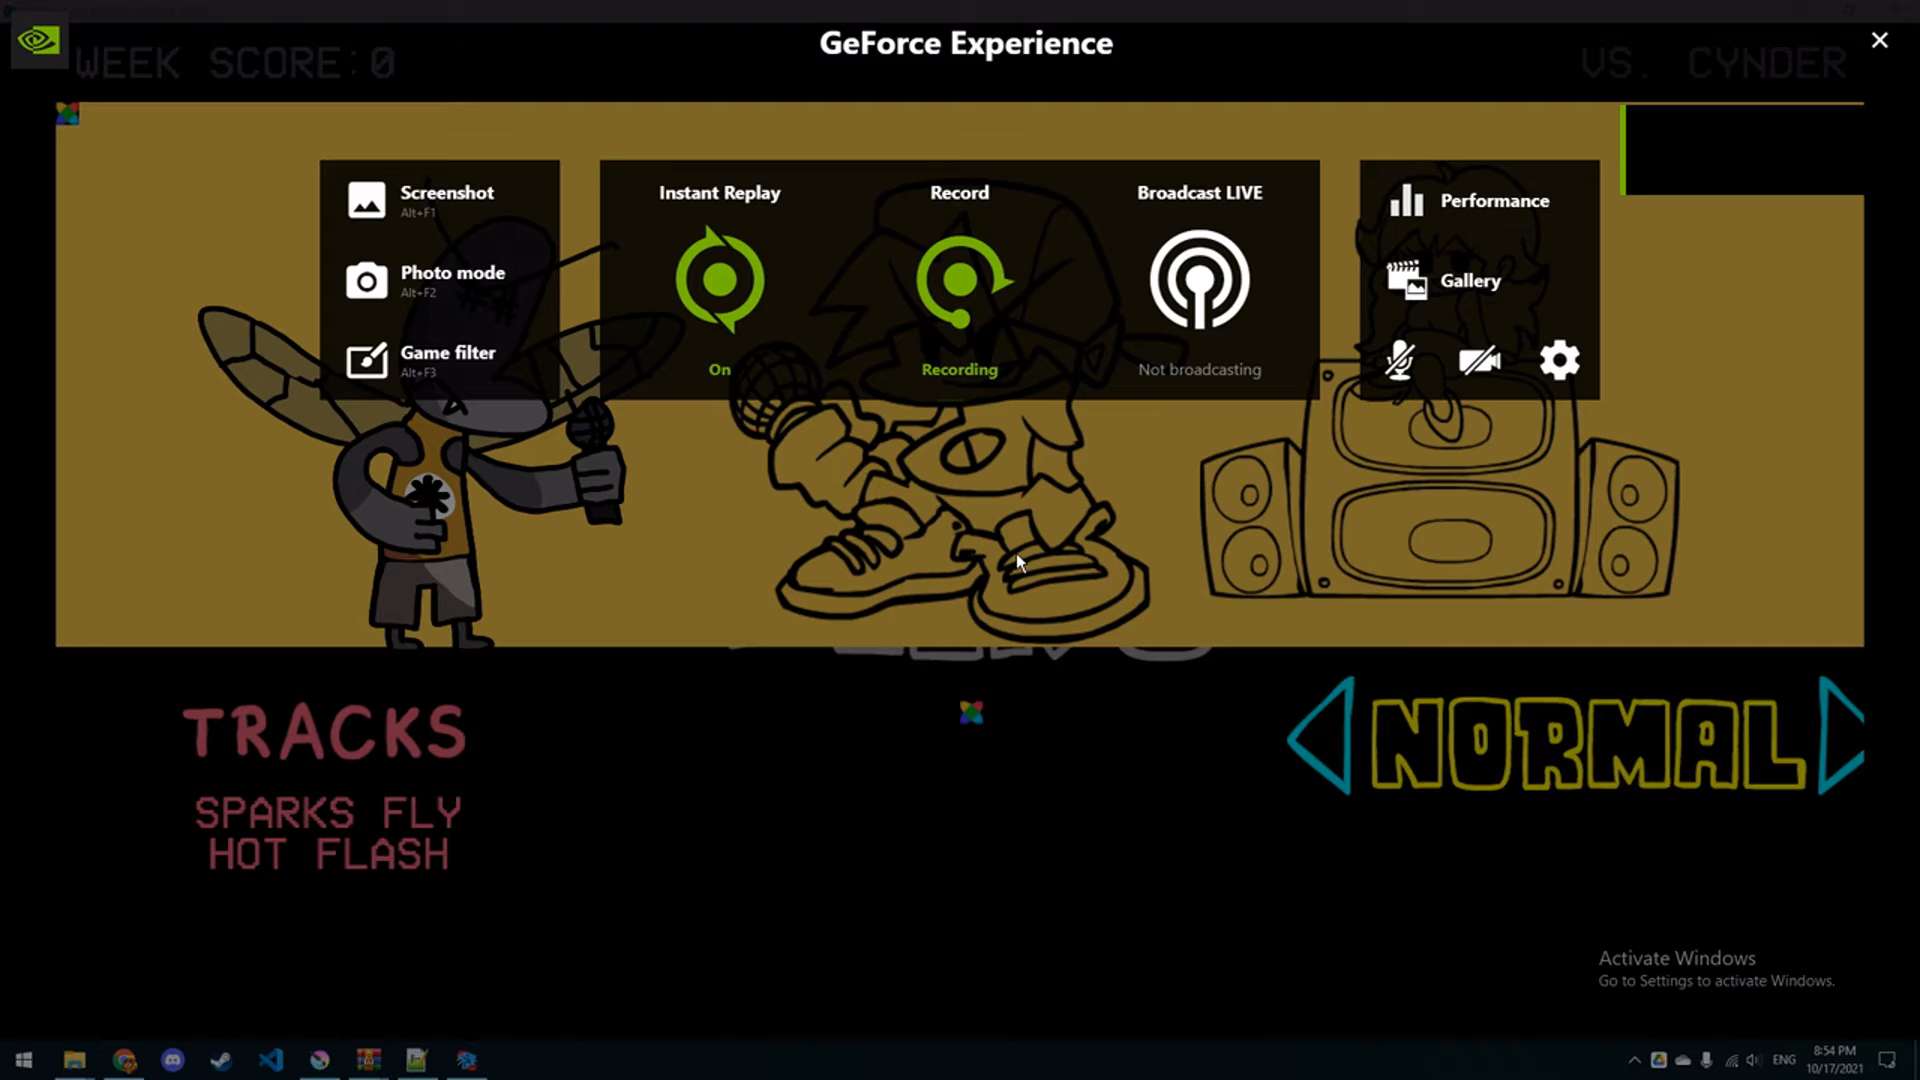 GeForce Experience
WEEK SCORE:0
VS. CYNDER
Screenshot
Alt+F1
Photo mode
Alt+F2
Game filter
Alt+F3
Instant Replay
On
Record
Recording
Broadcast LIVE
Not broadcasting
Performance
Gallery
TRACKS
SPARKS FLY
HOT FLASH
NORMAL
Activate Windows
Go to Settings to activate Windows.
ENG
8:54 PM
10/17/2021